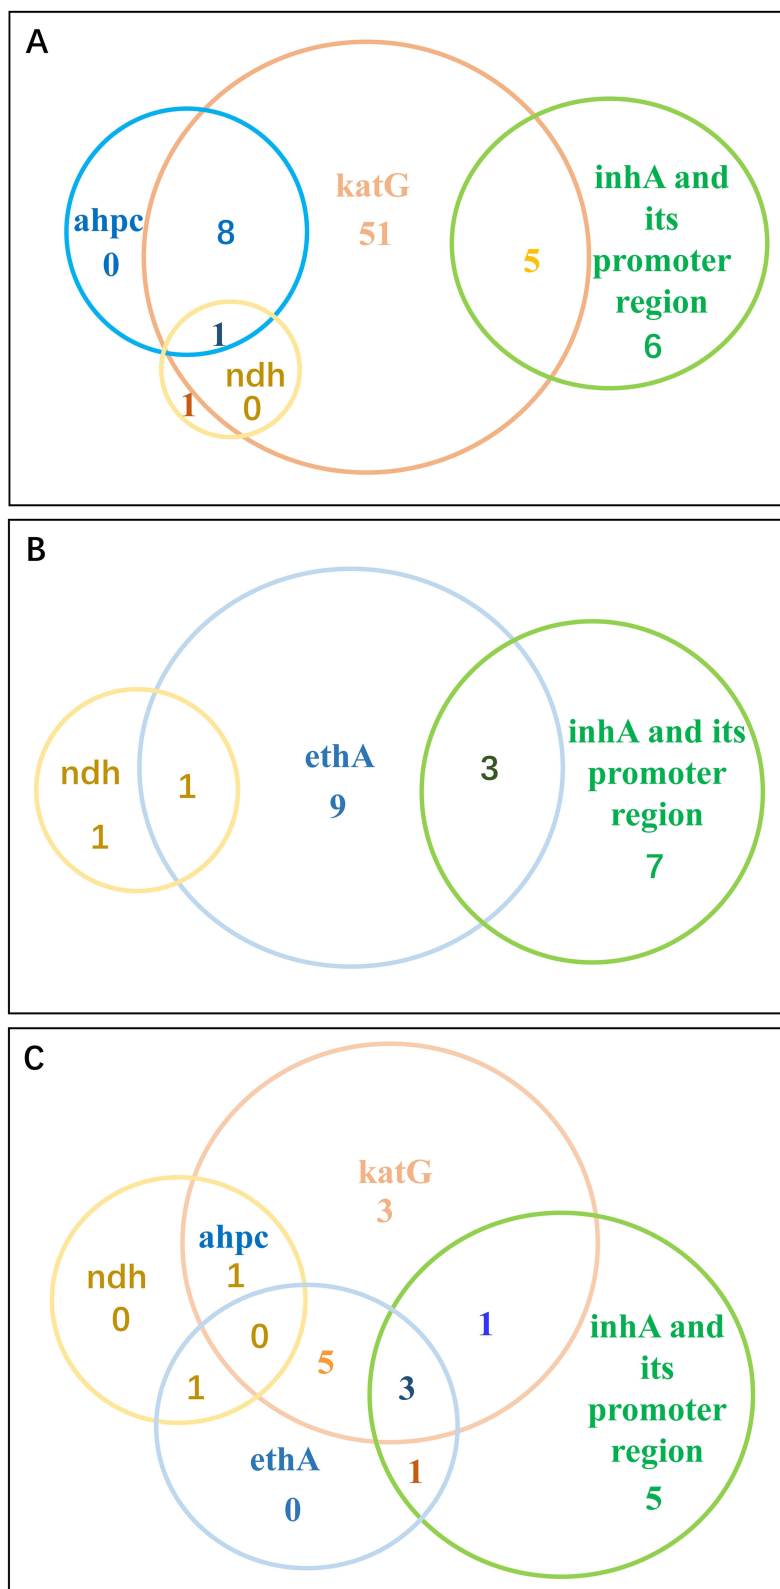 A
katG
51
ahpc
0
8
1
ndh
0
1
5
inhA and
its
promoter
region
6
B
ndh
1
1
ethA
9
3
inhA and its
promoter
region
7
C
katG
3
ndh
0
ahpc
1
0
1
5
3
1
1
ethA
0
inhA and
its
promoter
region
5